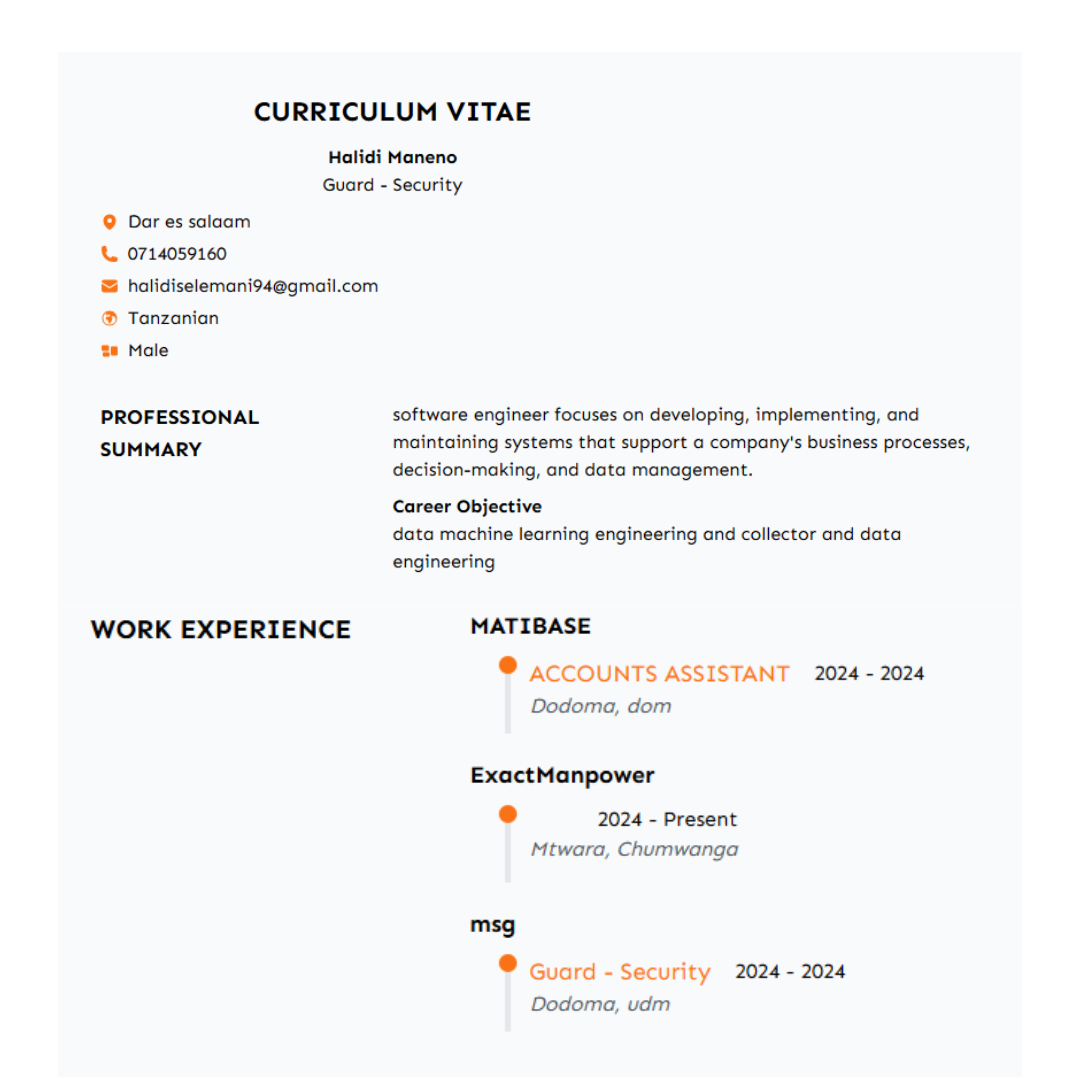 CURRICULUM VITAE
Halidi Maneno
Guard - Security
Dar es salaam
0714059160
halidiselemani94@gmail.com
Tanzanian
Male
PROFESSIONAL
SUMMARY
software engineer focuses on developing, implementing, and
maintaining systems that support a company's business processes,
decision-making, and data management.
Career Objective
data machine learning engineering and collector and data
engineering
WORK EXPERIENCE
MATIBASE
ACCOUNTS ASSISTANT 2024 - 2024
Dodoma, dom
ExactManpower
2024 - Present
Mtwara, Chumwanga
msg
Guard - Security 2024 - 2024
Dodoma, udm